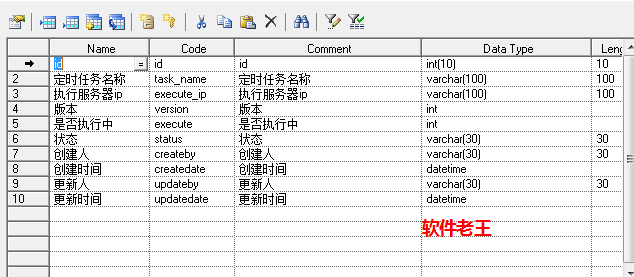 Name Code Comment Data Type Leng
id = id id int(10) 10
2 定时任务名称 task_name 定时任务名称 varchar(100) 100
3 执行服务器ip execute_ip 执行服务器ip varchar(100) 100
4 版本 version 版本 int
5 是否执行中 execute 是否执行中 int
6 状态 status 状态 varchar(30) 30
7 创建人 createby 创建人 varchar(30) 30
8 创建时间 createdate 创建时间 datetime
9 更新人 updateby 更新人 varchar(30) 30
10 更新时间 updatedate 更新时间 datetime
软件老王